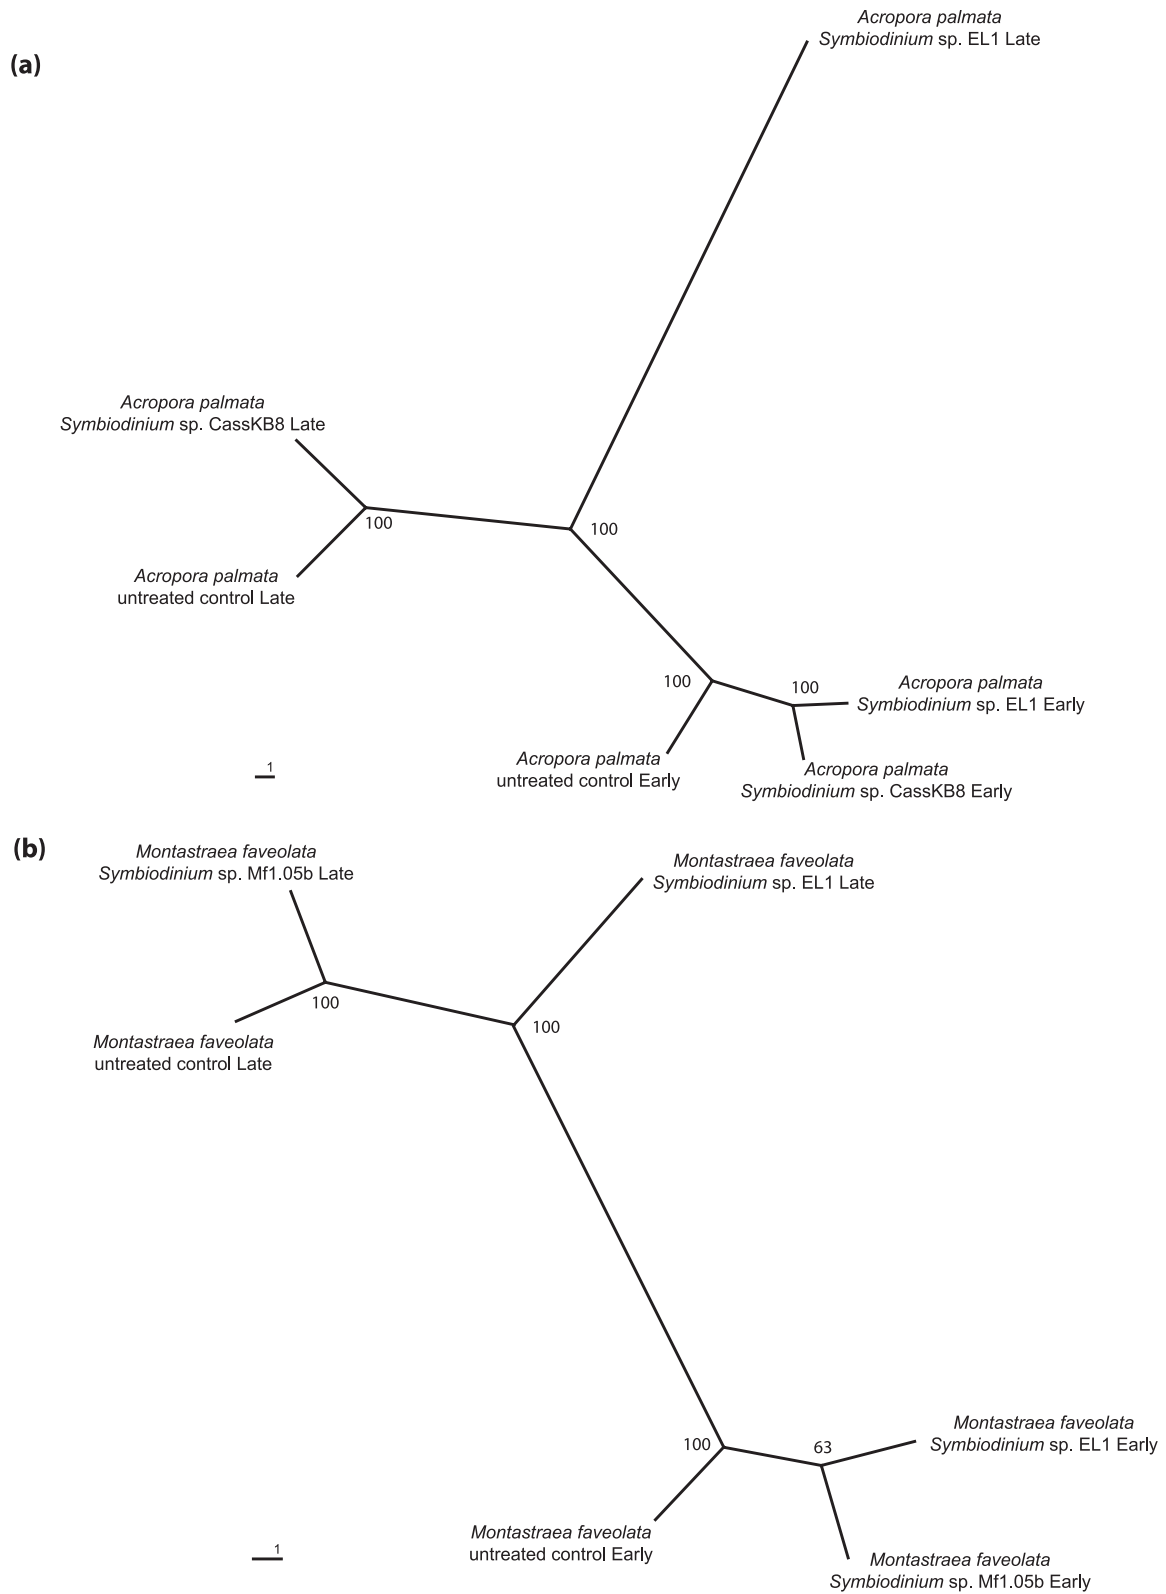 (a)
Acropora palmata
Symbiodinium sp. EL1 Late
Acropora palmata
Symbiodinium sp. CassKB8 Late
100
100
Acropora palmata
untreated control Late
100
100
Acropora palmata
Symbiodinium sp. EL1 Early
Acropora palmata
untreated control Early
Acropora palmata
Symbiodinium sp. CassKB8 Early
1
(b)
Montastraea faveolata
Symbiodinium sp. Mf1.05b Late
Montastraea faveolata
Symbiodinium sp. EL1 Late
100
100
Montastraea faveolata
untreated control Late
100
63
Montastraea faveolata
Symbiodinium sp. EL1 Early
Montastraea faveolata
untreated control Early
Montastraea faveolata
Symbiodinium sp. Mf1.05b Early
1